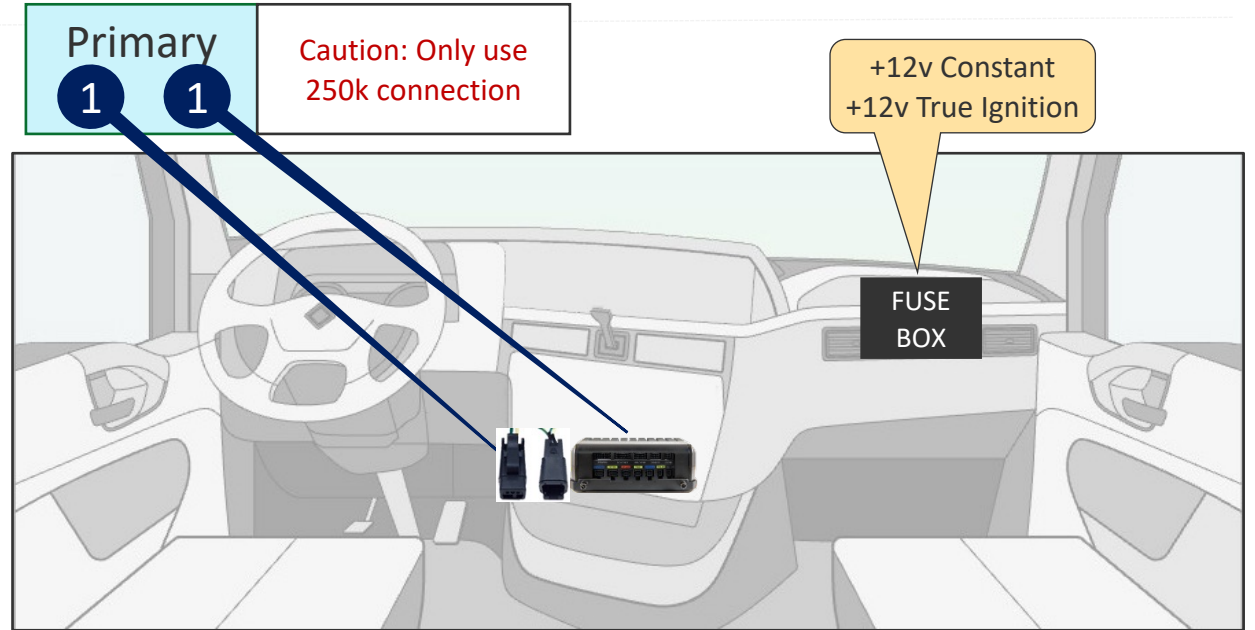 Primary
1 1
Caution: Only use
250k connection
+12v Constant
+12v True Ignition
FUSE
BOX